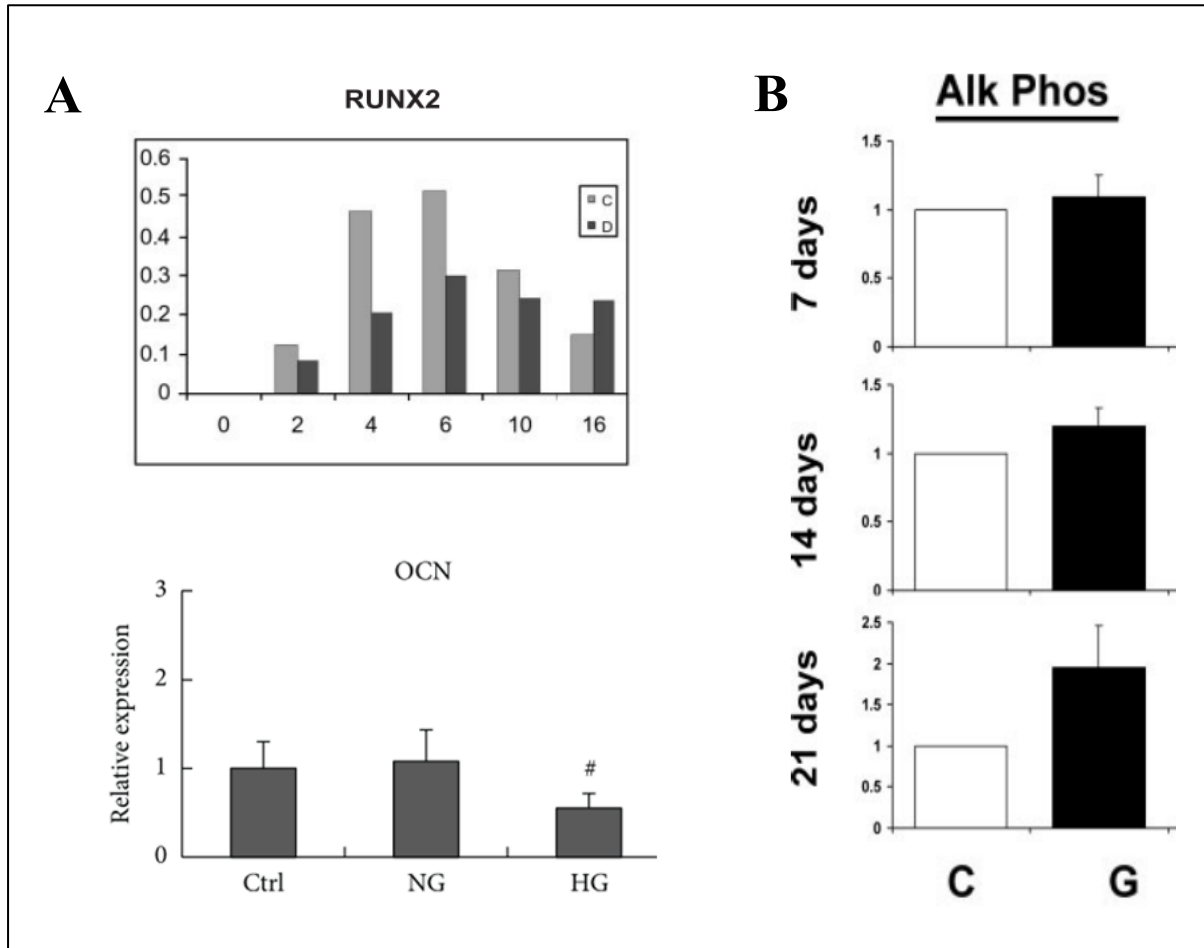 A
RUNX2
0.6
0.5
0.4
0.3
0.2
0.1
0
C
D
0 2 4 6 10 16
OCN
Relative expression
3
2
1
0
#
Ctrl NG HG
B
Alk Phos
7 days
1.5
1
0.5
0
14 days
1.5
1
0.5
0
21 days
2.5
2
1.5
1
0.5
0
C G